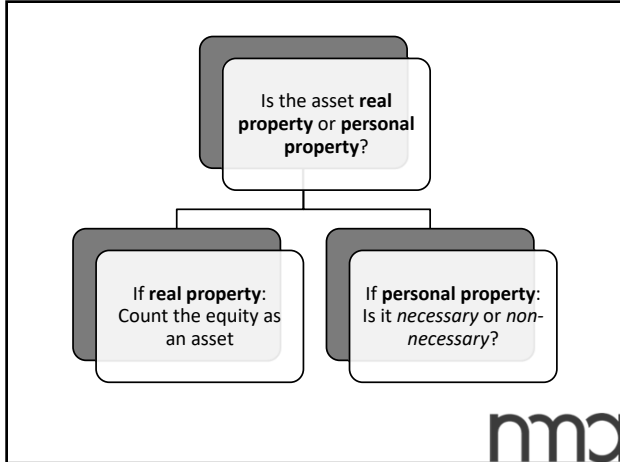 Is the asset real
property or personal
property?
If real property:
Count the equity as
an asset
If personal property:
Is it necessary or non-
necessary?
nma